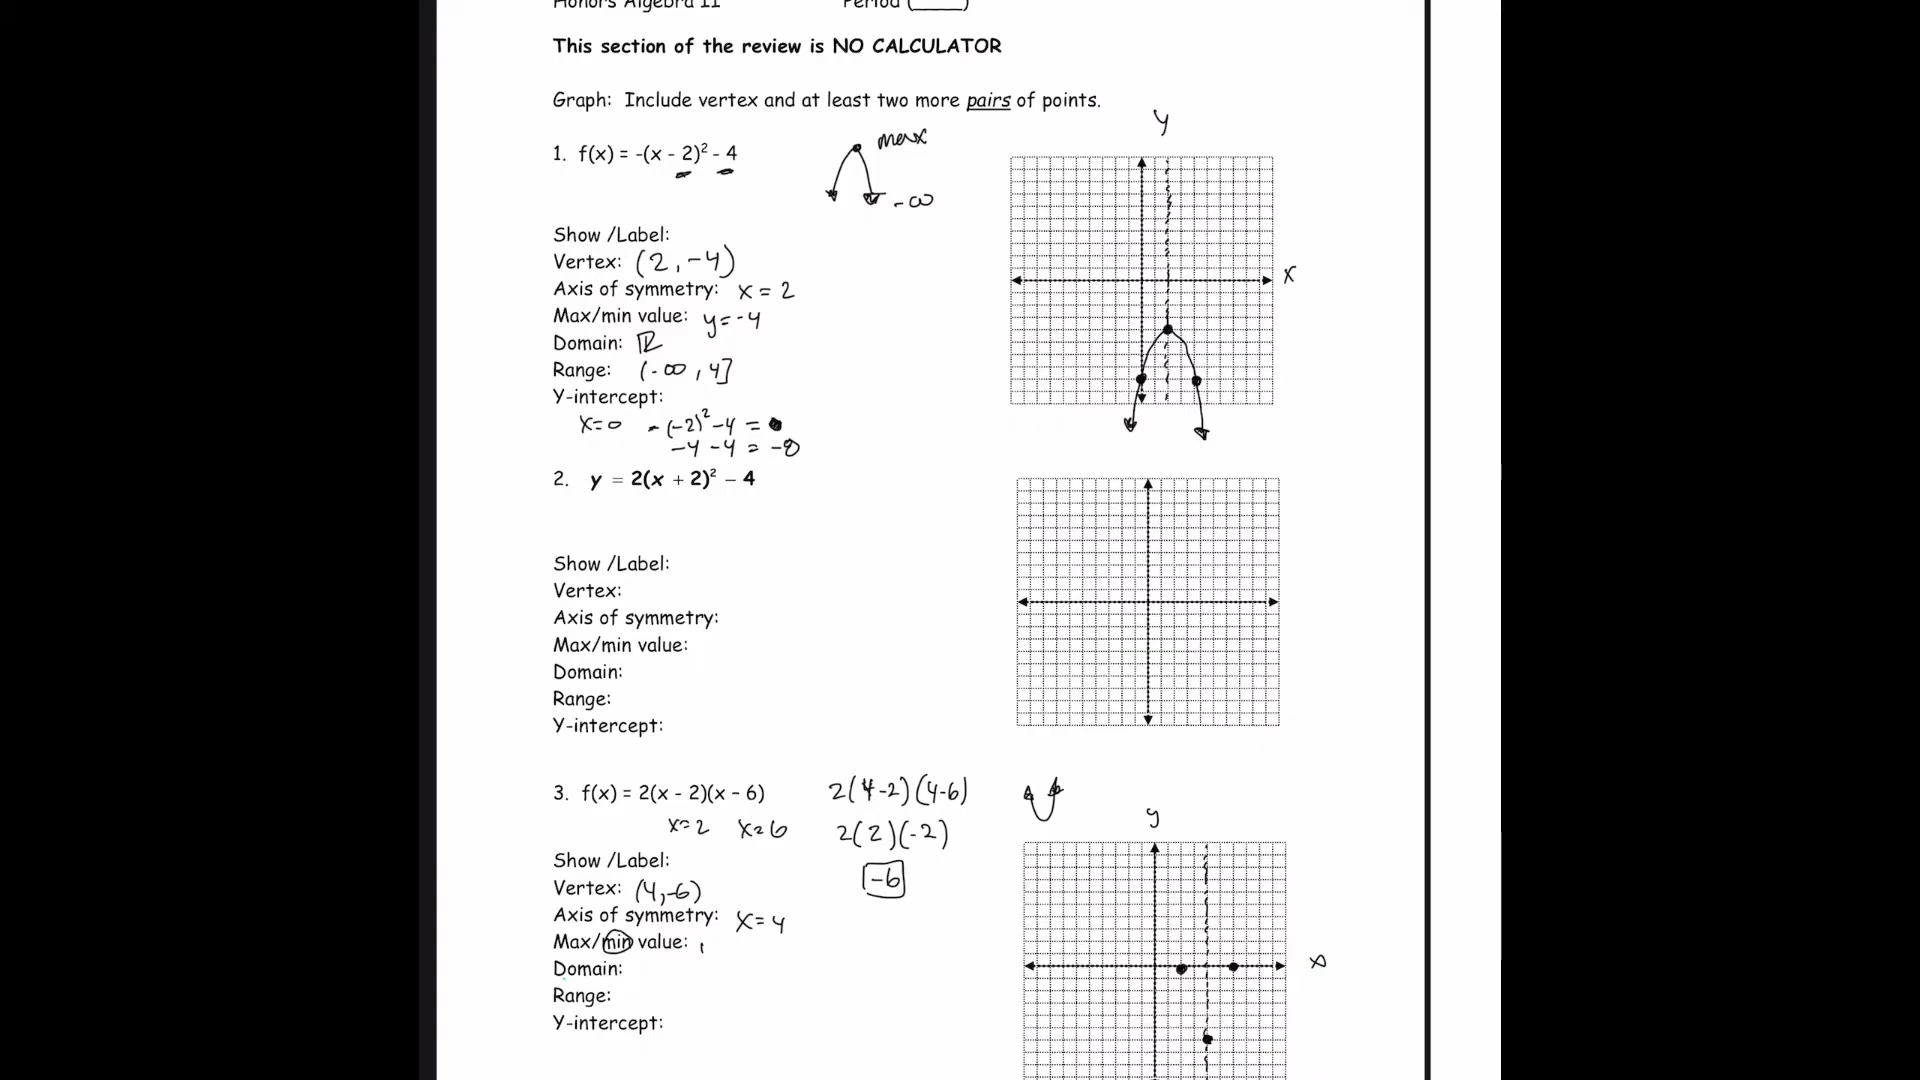 Honors Algebra II Period (_____)
This section of the review is NO CALCULATOR
Graph: Include vertex and at least two more pairs of points.
y
1. f(x) = -(x - 2)² - 4
max
-∞
x
Show /Label:
Vertex: (2, -4)
Axis of symmetry: x = 2
Max/min value: y = -4
Domain: ℝ
Range: (-∞, 4]
Y-intercept:
x=0 -(-2)² -4 =
-4 -4 = -8
2. y = 2(x + 2)² - 4
Show /Label:
Vertex:
Axis of symmetry:
Max/min value:
Domain:
Range:
Y-intercept:
3. f(x) = 2(x - 2)(x - 6) 2(4-2)(4-6)
x=2 x=6 2(2)(-2)
y
Show /Label:
-6
Vertex: (4,-6)
Axis of symmetry: x = 4
Max/min value:
Domain:
x
Range:
Y-intercept: